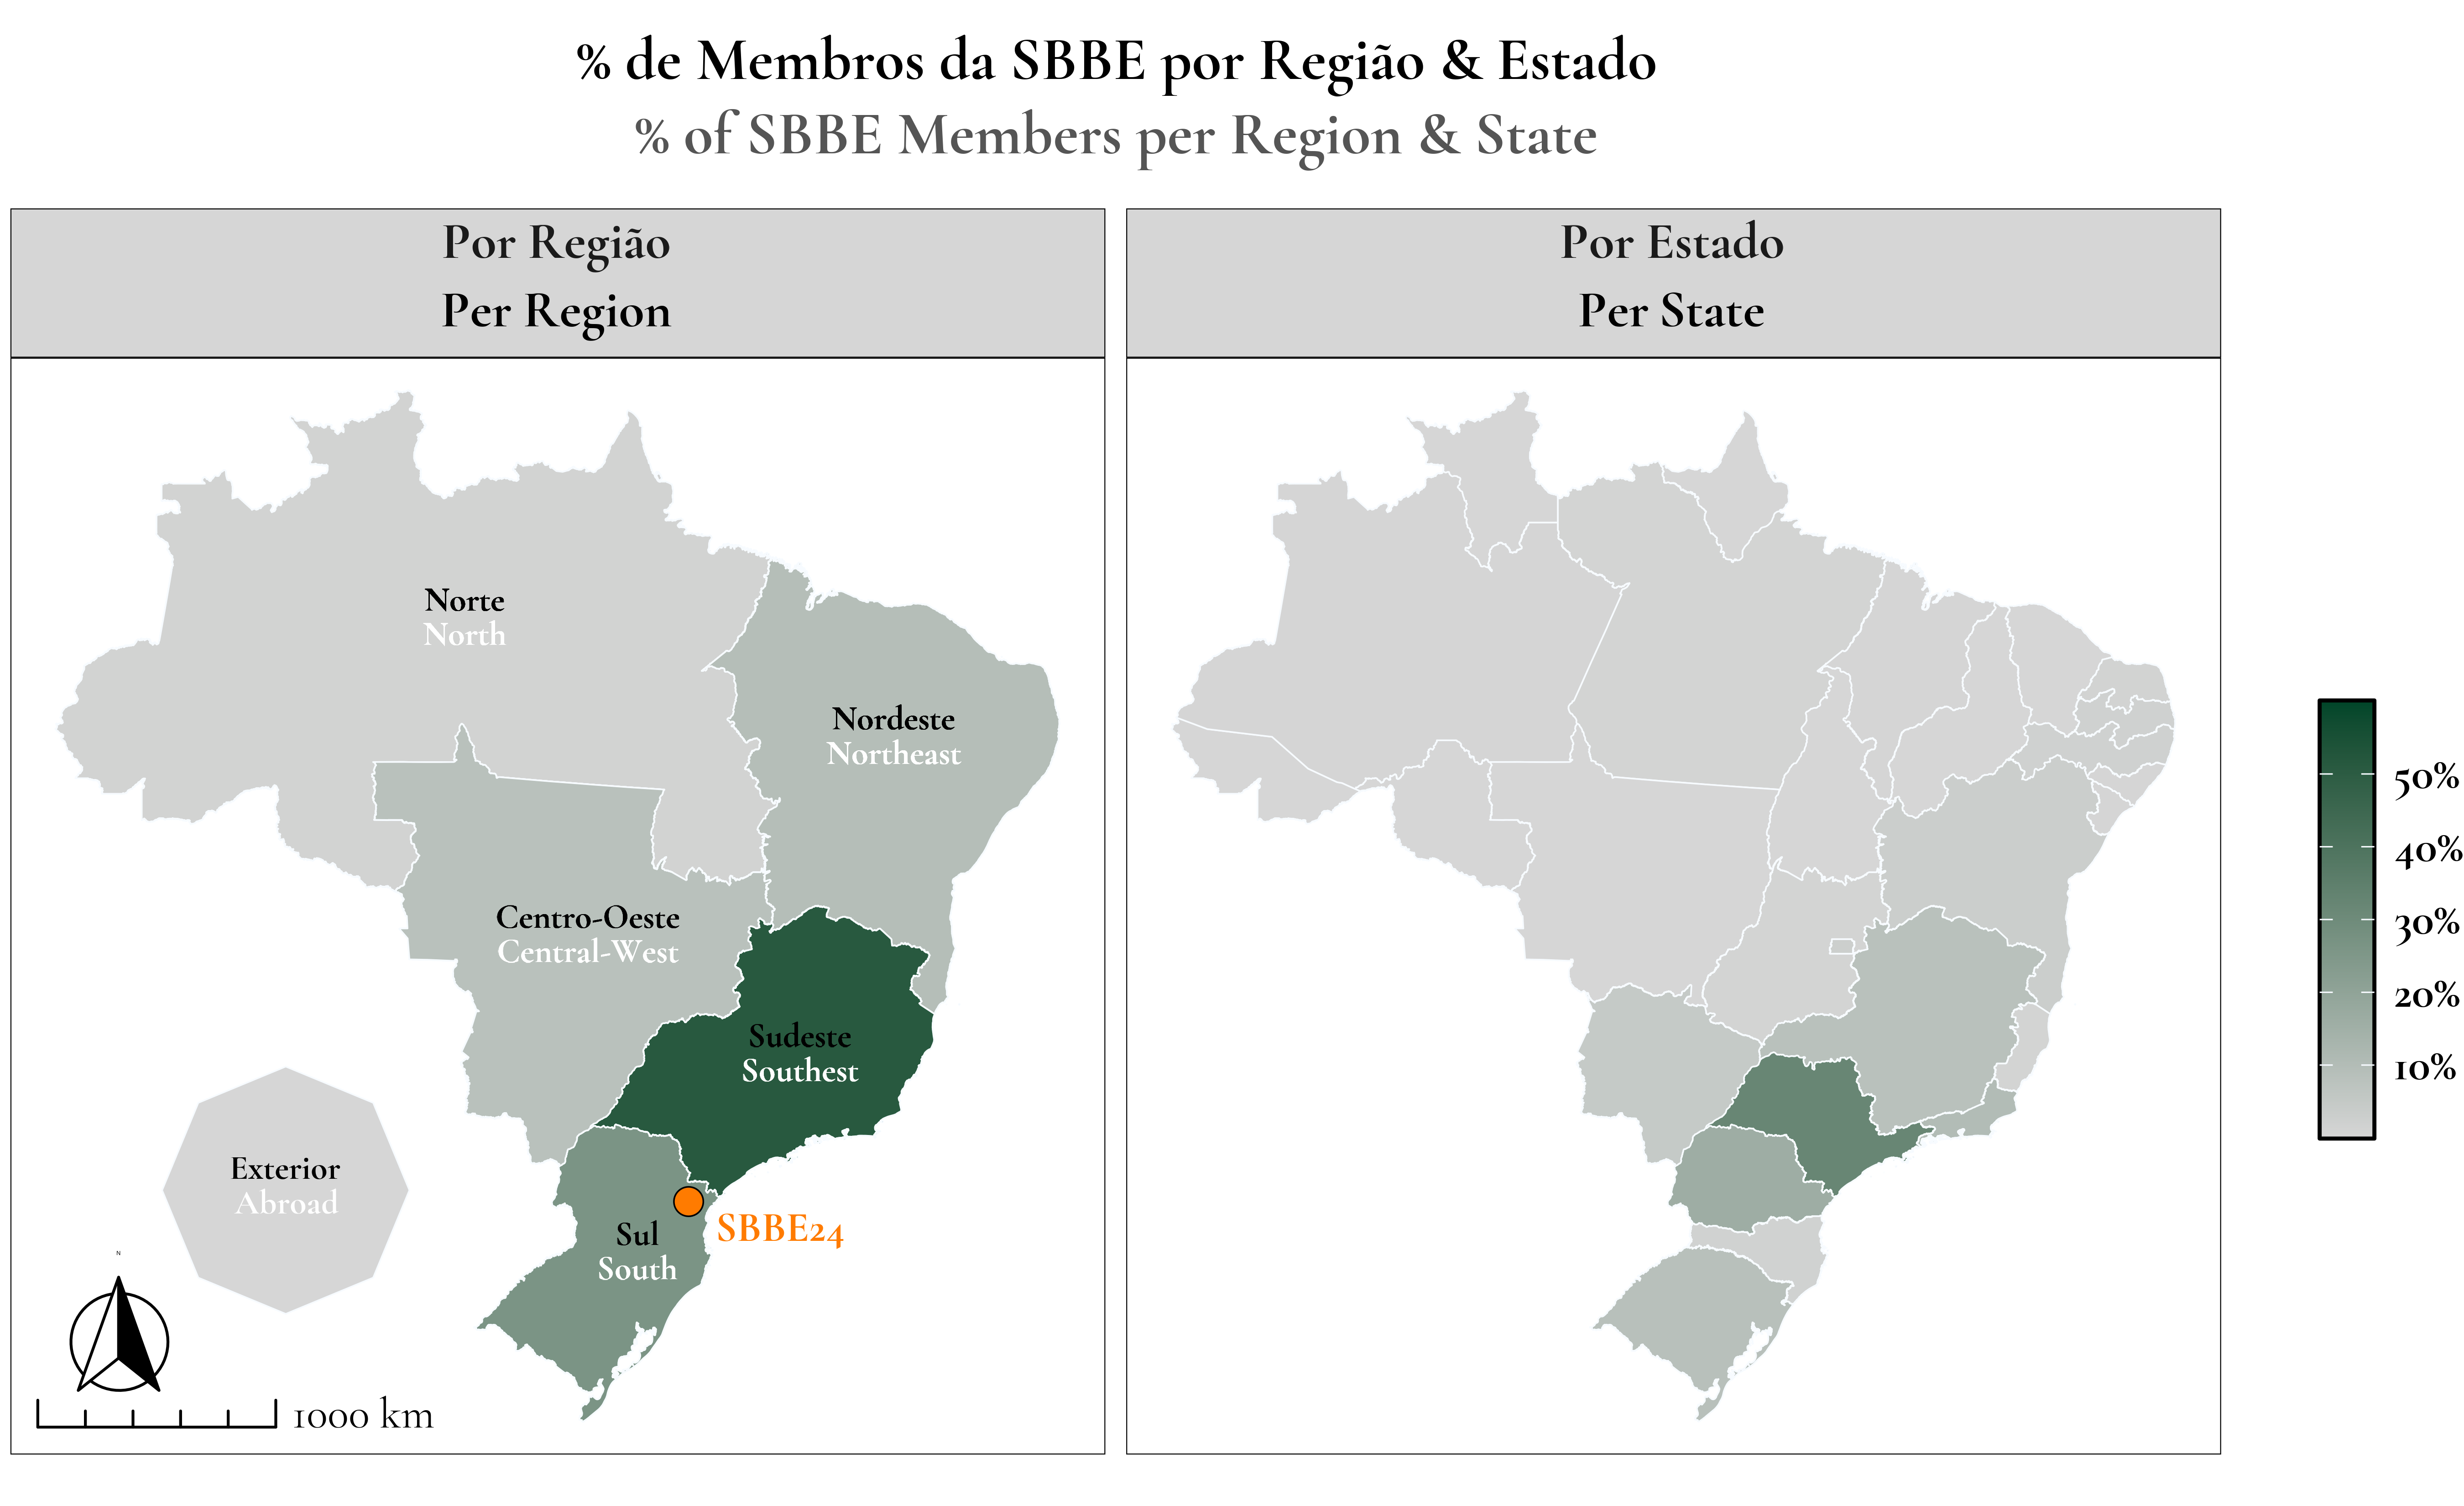 % de Membros da SBBE por Região & Estado
% of SBBE Members per Region & State
Por Região
Per Region
Por Estado
Per State
Norte
North
Nordeste
Northeast
Centro-Oeste
Central-West
Sudeste
Southest
Exterior
Abroad
SBBE24
Sul
South
N
1000 km
50%
40%
30%
20%
10%